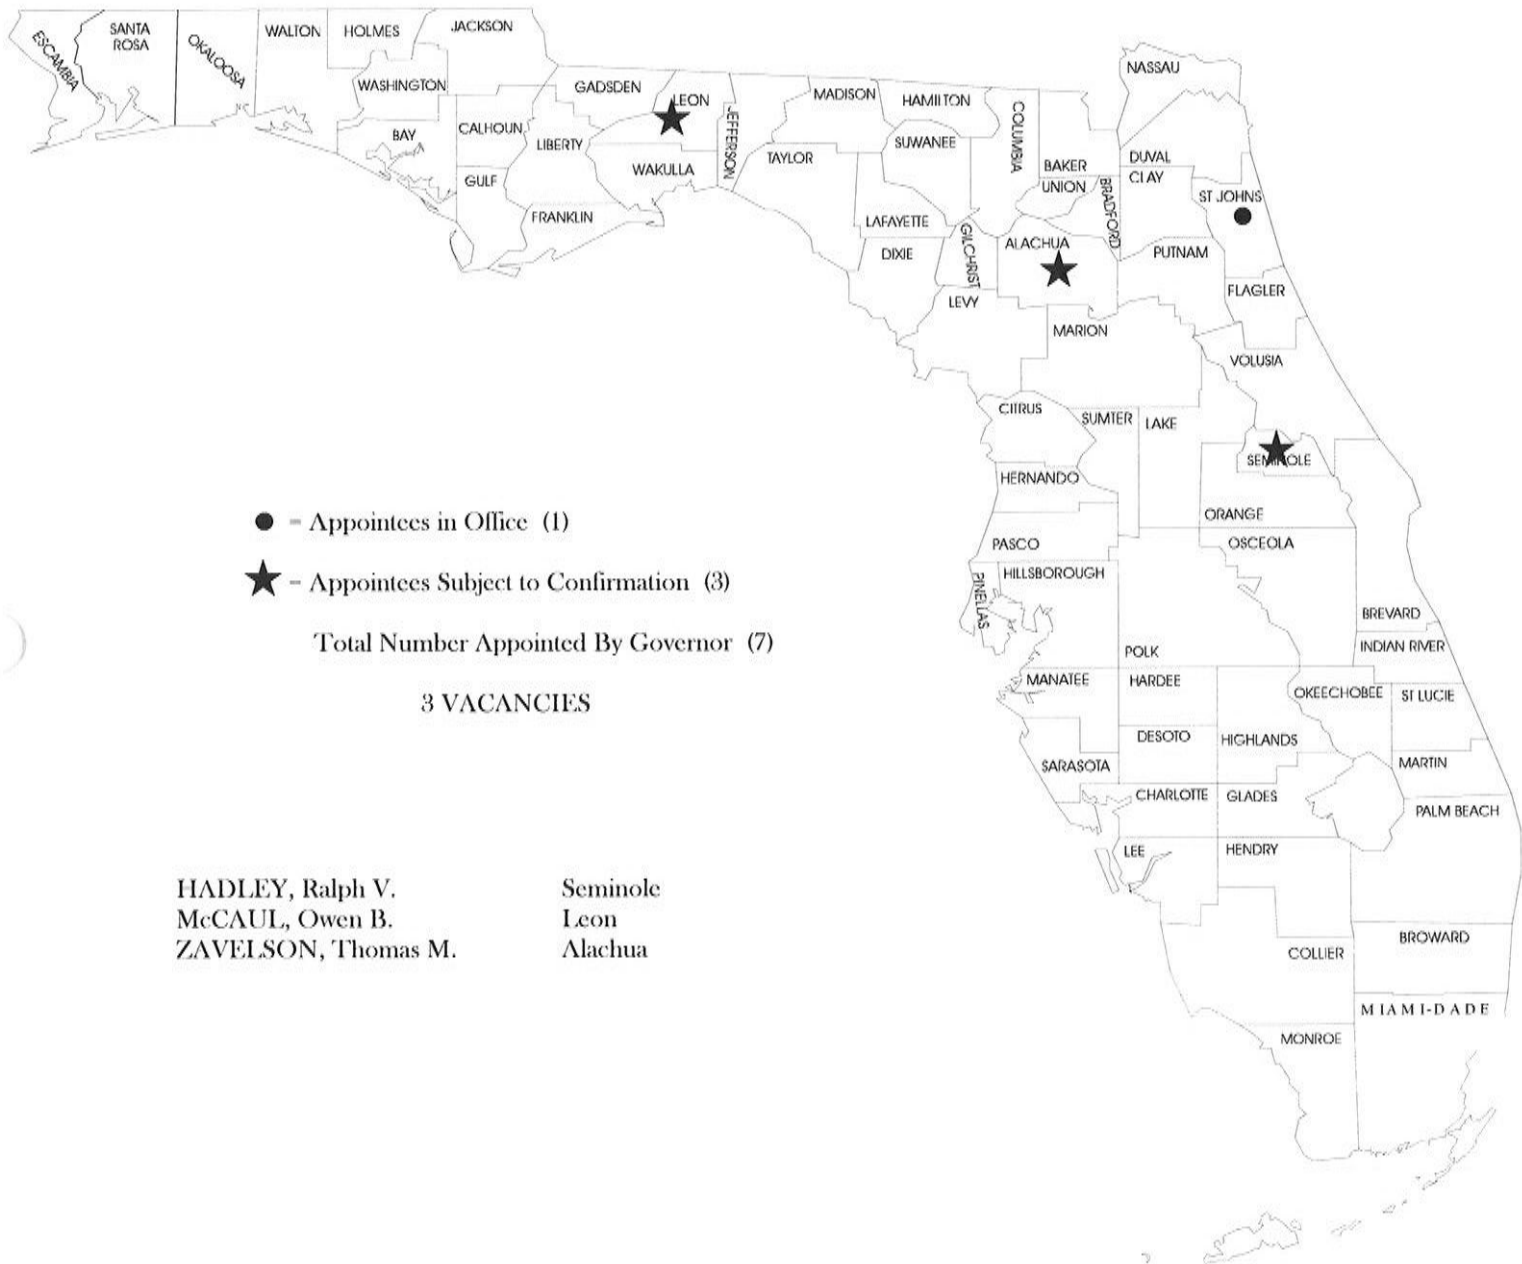 ESCAMBIA
SANTA
ROSA
OKALOOSA
WALTON
HOLMES
JACKSON
WASHINGTON
BAY
CALHOUN
GULF
GADSDEN
LIBERTY
FRANKLIN
LEON
WAKULLA
JEFFERSON
MADISON
TAYLOR
HAMILTON
SUWANEE
LAFAYETTE
DIXIE
COLUMBIA
GILCHRIST
BAKER
UNION
BRADFORD
NASSAU
DUVAL
CLAY
ST JOHNS
ALACHUA
PUTNAM
LEVY
FLAGLER
MARION
VOLUSIA
CITRUS
SUMTER
LAKE
SEMINOLE
HERNANDO
ORANGE
PASCO
OSCEOLA
PINELLAS
HILLSBOROUGH
POLK
BREVARD
INDIAN RIVER
MANATEE
HARDEE
OKEECHOBEE
ST LUCIE
DESOTO
HIGHLANDS
SARASOTA
MARTIN
CHARLOTTE
GLADES
PALM BEACH
LEE
HENDRY
COLLIER
BROWARD
MIAMI-DADE
MONROE
= Appointees in Office (1)
= Appointees Subject to Confirmation (3)
Total Number Appointed By Governor (7)
3 VACANCIES
HADLEY, Ralph V. Seminole
McCAUL, Owen B. Leon
ZAVELSON, Thomas M. Alachua